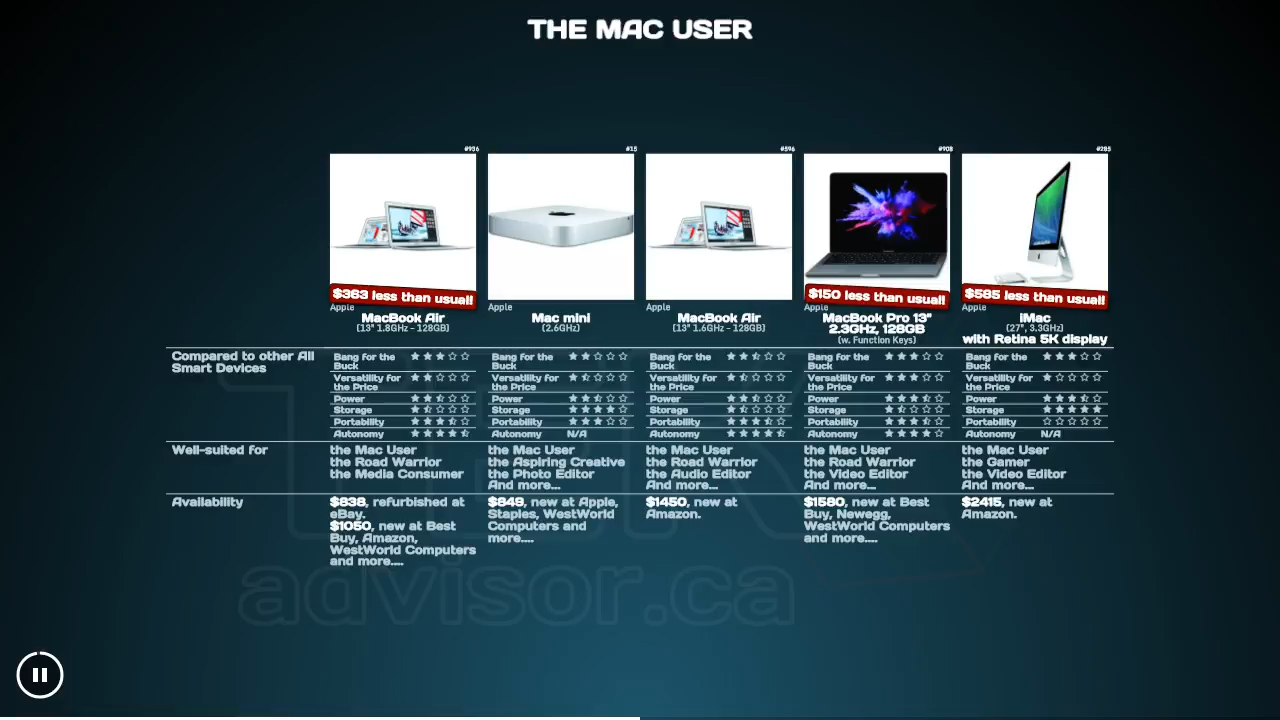 THE MAC USER
#936
#15
#596
#908
#285
$363 less than usual!
$150 less than usual!
$585 less than usual!
Apple
MacBook Air
(13" 1.8GHz - 128GB)
Apple
Mac mini
(2.6GHz)
Apple
MacBook Air
(13" 1.6GHz - 128GB)
Apple
MacBook Pro 13"
2.3GHz, 128GB
(w. Function Keys)
Apple
iMac
(27", 3.3GHz)
with Retina 5K display
Compared to other All
Smart Devices
Bang for the
Buck
Versatility for
the Price
Power
Storage
Portability
Autonomy
Bang for the
Buck
Versatility for
the Price
Power
Storage
Portability
Autonomy N/A
Bang for the
Buck
Versatility for
the Price
Power
Storage
Portability
Autonomy
Bang for the
Buck
Versatility for
the Price
Power
Storage
Portability
Autonomy
Bang for the
Buck
Versatility for
the Price
Power
Storage
Portability
Autonomy N/A
Well-suited for
the Mac User
the Road Warrior
the Media Consumer
the Mac User
the Aspiring Creative
the Photo Editor
And more...
the Mac User
the Road Warrior
the Audio Editor
And more...
the Mac User
the Road Warrior
the Video Editor
And more...
the Mac User
the Gamer
the Video Editor
And more...
Availability
$838, refurbished at
eBay.
$1050, new at Best
Buy, Amazon,
WestWorld Computers
and more....
$849, new at Apple,
Staples, WestWorld
Computers and
more....
$1450, new at
Amazon.
$1580, new at Best
Buy, Newegg,
WestWorld Computers
and more....
$2415, new at
Amazon.
advisor.ca